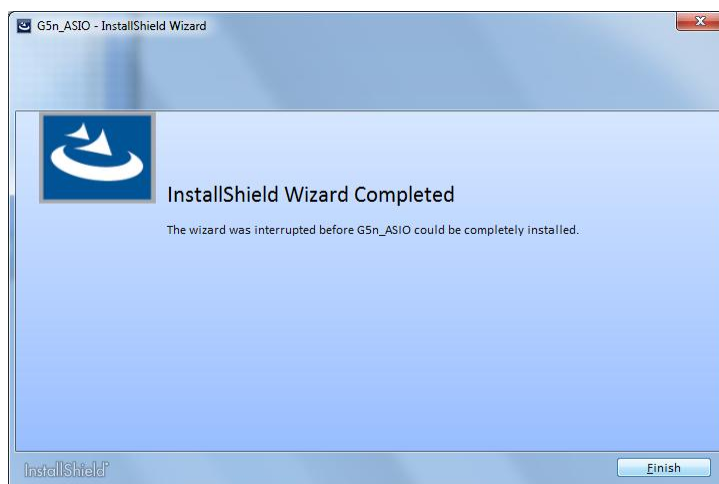 G5n_ASIO - InstallShield Wizard
InstallShield Wizard Completed
The wizard was interrupted before G5n_ASIO could be completely installed.
InstallShield®
Finish